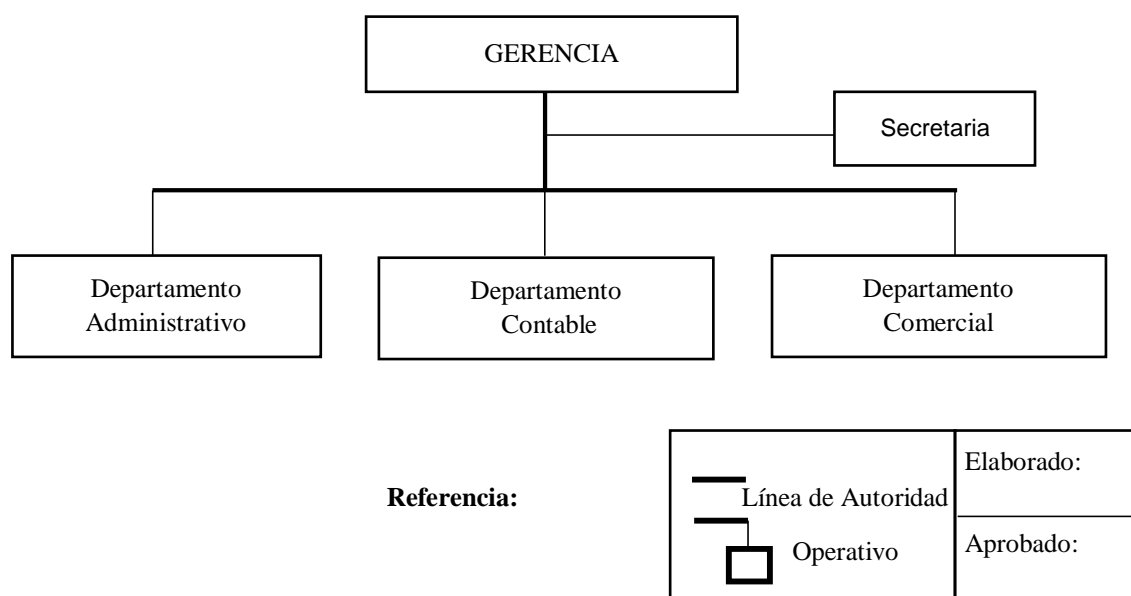 GERENCIA
Secretaria
Departamento
Administrativo
Departamento
Contable
Departamento
Comercial
Referencia:
Línea de Autoridad
Operativo
Elaborado:
Aprobado: